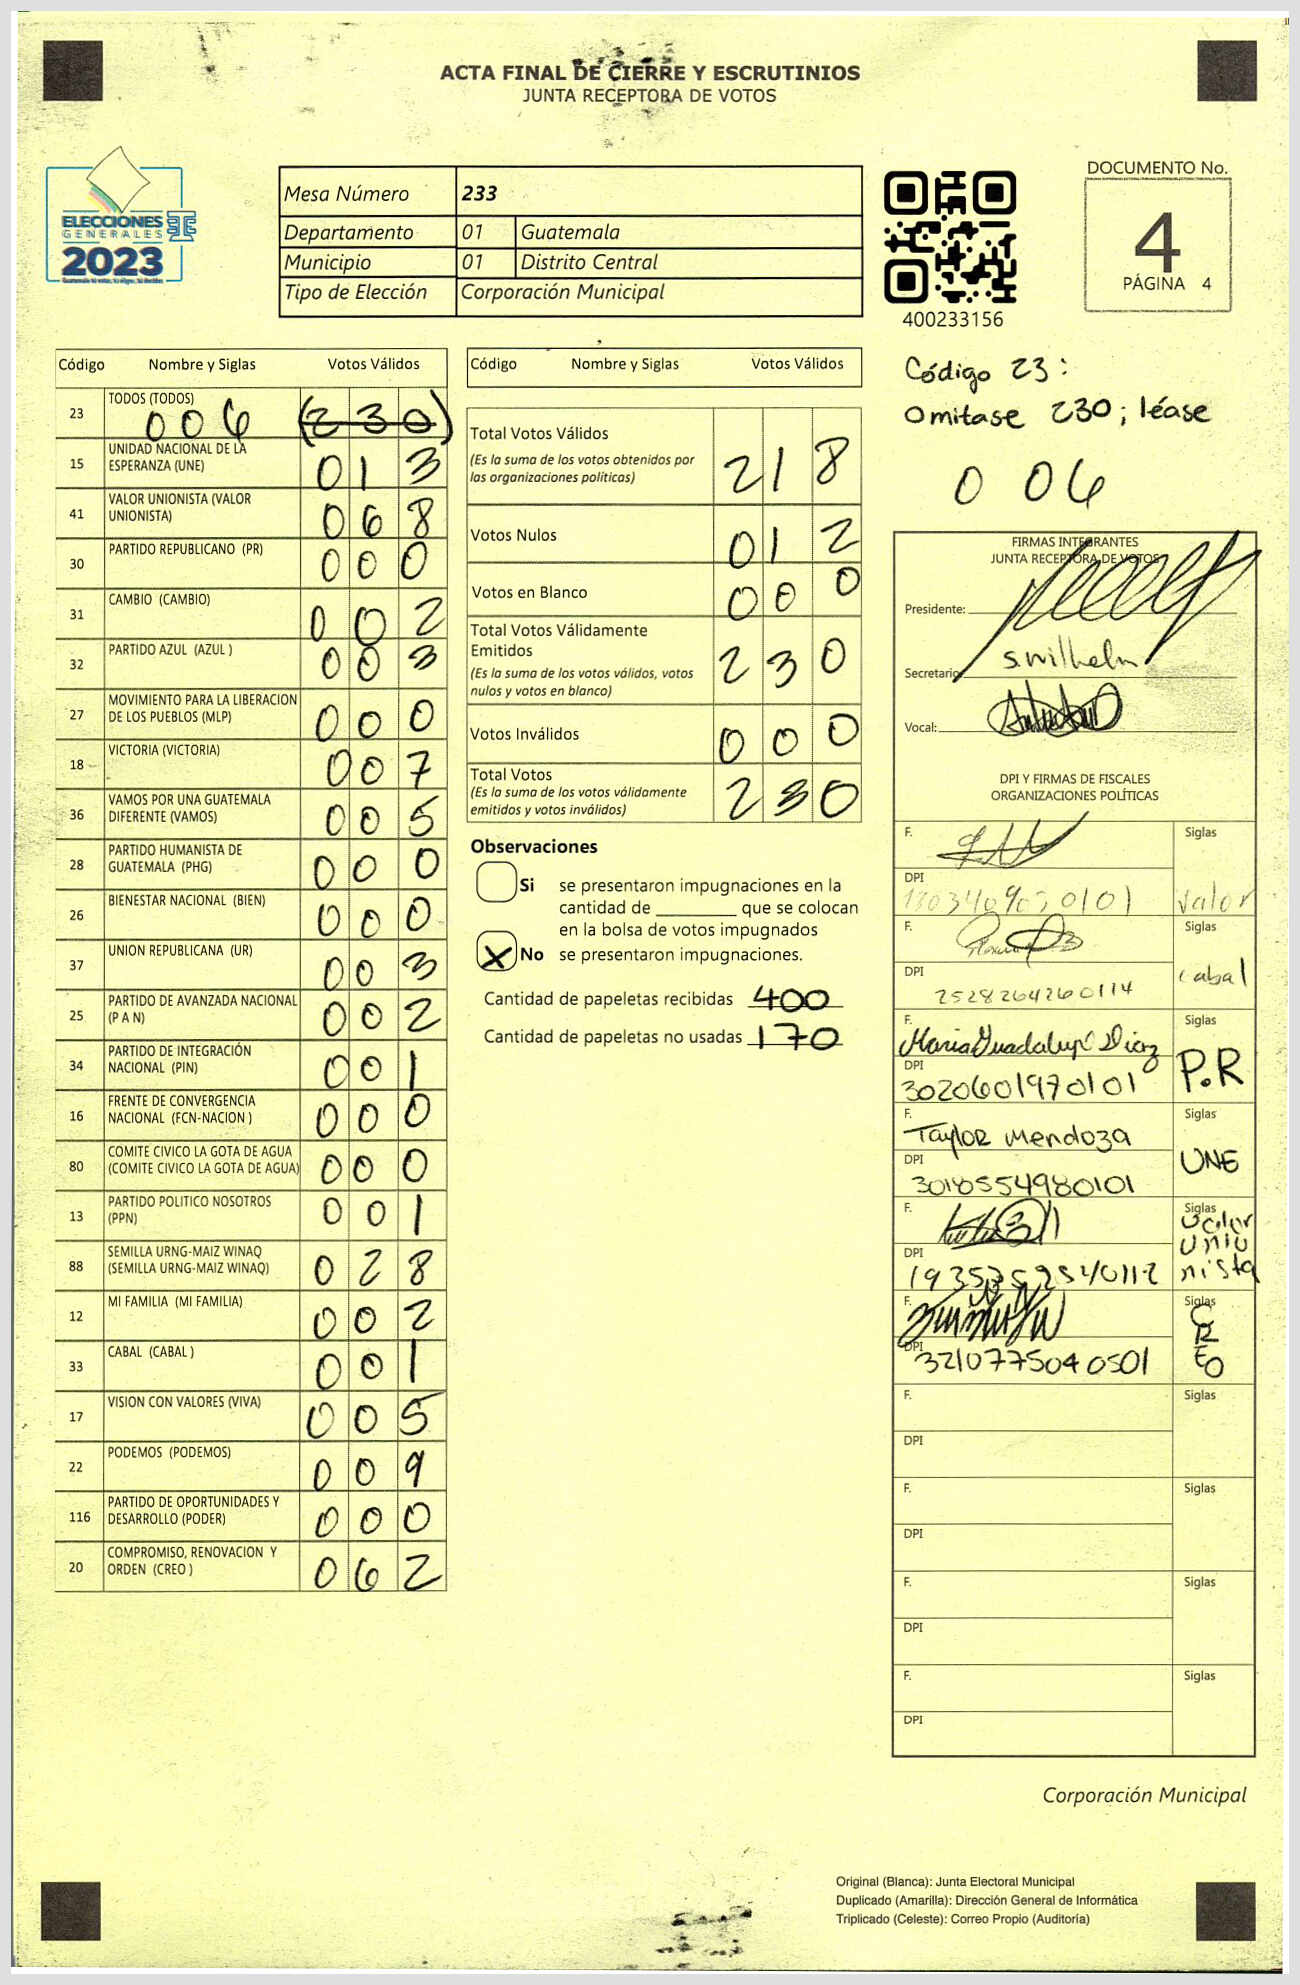 ACTA FINAL DE CIERRE Y ESCRUTINIOS
JUNTA RECEPTORA DE VOTOS
ELECCIONES
GENERALES
2023
Mesa Número 233
Departamento 01 Guatemala
Municipio 01 Distrito Central
Tipo de Elección Corporación Municipal
400233156
DOCUMENTO No.
4
PÁGINA 4
Código Nombre y Siglas Votos Válidos
23 TODOS (TODOS) 006 (230)
15 UNIDAD NACIONAL DE LA ESPERANZA (UNE) 013
41 VALOR UNIONISTA (VALOR UNIONISTA) 068
30 PARTIDO REPUBLICANO (PR) 000
31 CAMBIO (CAMBIO) 002
32 PARTIDO AZUL (AZUL ) 003
27 MOVIMIENTO PARA LA LIBERACION DE LOS PUEBLOS (MLP) 000
18 VICTORIA (VICTORIA) 007
36 VAMOS POR UNA GUATEMALA DIFERENTE (VAMOS) 005
28 PARTIDO HUMANISTA DE GUATEMALA (PHG) 000
26 BIENESTAR NACIONAL (BIEN) 000
37 UNION REPUBLICANA (UR) 003
25 PARTIDO DE AVANZADA NACIONAL (P A N) 002
34 PARTIDO DE INTEGRACIÓN NACIONAL (PIN) 001
16 FRENTE DE CONVERGENCIA NACIONAL (FCN-NACION ) 000
80 COMITE CIVICO LA GOTA DE AGUA (COMITE CIVICO LA GOTA DE AGUA) 000
13 PARTIDO POLITICO NOSOTROS (PPN) 001
88 SEMILLA URNG-MAIZ WINAQ (SEMILLA URNG-MAIZ WINAQ) 028
12 MI FAMILIA (MI FAMILIA) 002
33 CABAL (CABAL ) 001
17 VISION CON VALORES (VIVA) 005
22 PODEMOS (PODEMOS) 009
116 PARTIDO DE OPORTUNIDADES Y DESARROLLO (PODER) 000
20 COMPROMISO, RENOVACION Y ORDEN (CREO ) 062
Código Nombre y Siglas Votos Válidos
Total Votos Válidos 218
(Es la suma de los votos obtenidos por
las organizaciones políticas)
Votos Nulos 012
Votos en Blanco 000
Total Votos Válidamente
Emitidos 230
(Es la suma de los votos válidos, votos
nulos y votos en blanco)
Votos Inválidos 000
Total Votos 230
(Es la suma de los votos válidamente
emitidos y votos inválidos)
Observaciones
Si se presentaron impugnaciones en la
cantidad de ________ que se colocan
en la bolsa de votos impugnados
X No se presentaron impugnaciones.
Cantidad de papeletas recibidas 400
Cantidad de papeletas no usadas 170
Código 23:
omitase 230; léase
0 06
FIRMAS INTEGRANTES
JUNTA RECEPTORA DE VOTOS
Presidente:
Secretario: S.Wilhelm
Vocal:
DPI Y FIRMAS DE FISCALES
ORGANIZACIONES POLÍTICAS
F. Siglas
DPI valor
F. Siglas
DPI 2528264260114 cabal
F. Maria Guadalupe Diaz Siglas
DPI 3020601970101 P.R
F. Taylor Mendoza Siglas
DPI 3018554980101 UNE
F. Siglas
DPI valor unionista
F. Siglas
DPI 3210775040501 CREO
F. Siglas
DPI
F. Siglas
DPI
F. Siglas
DPI
F. Siglas
DPI
Corporación Municipal
Original (Blanca): Junta Electoral Municipal
Duplicado (Amarilla): Dirección General de Informática
Triplicado (Celeste): Correo Propio (Auditoría)